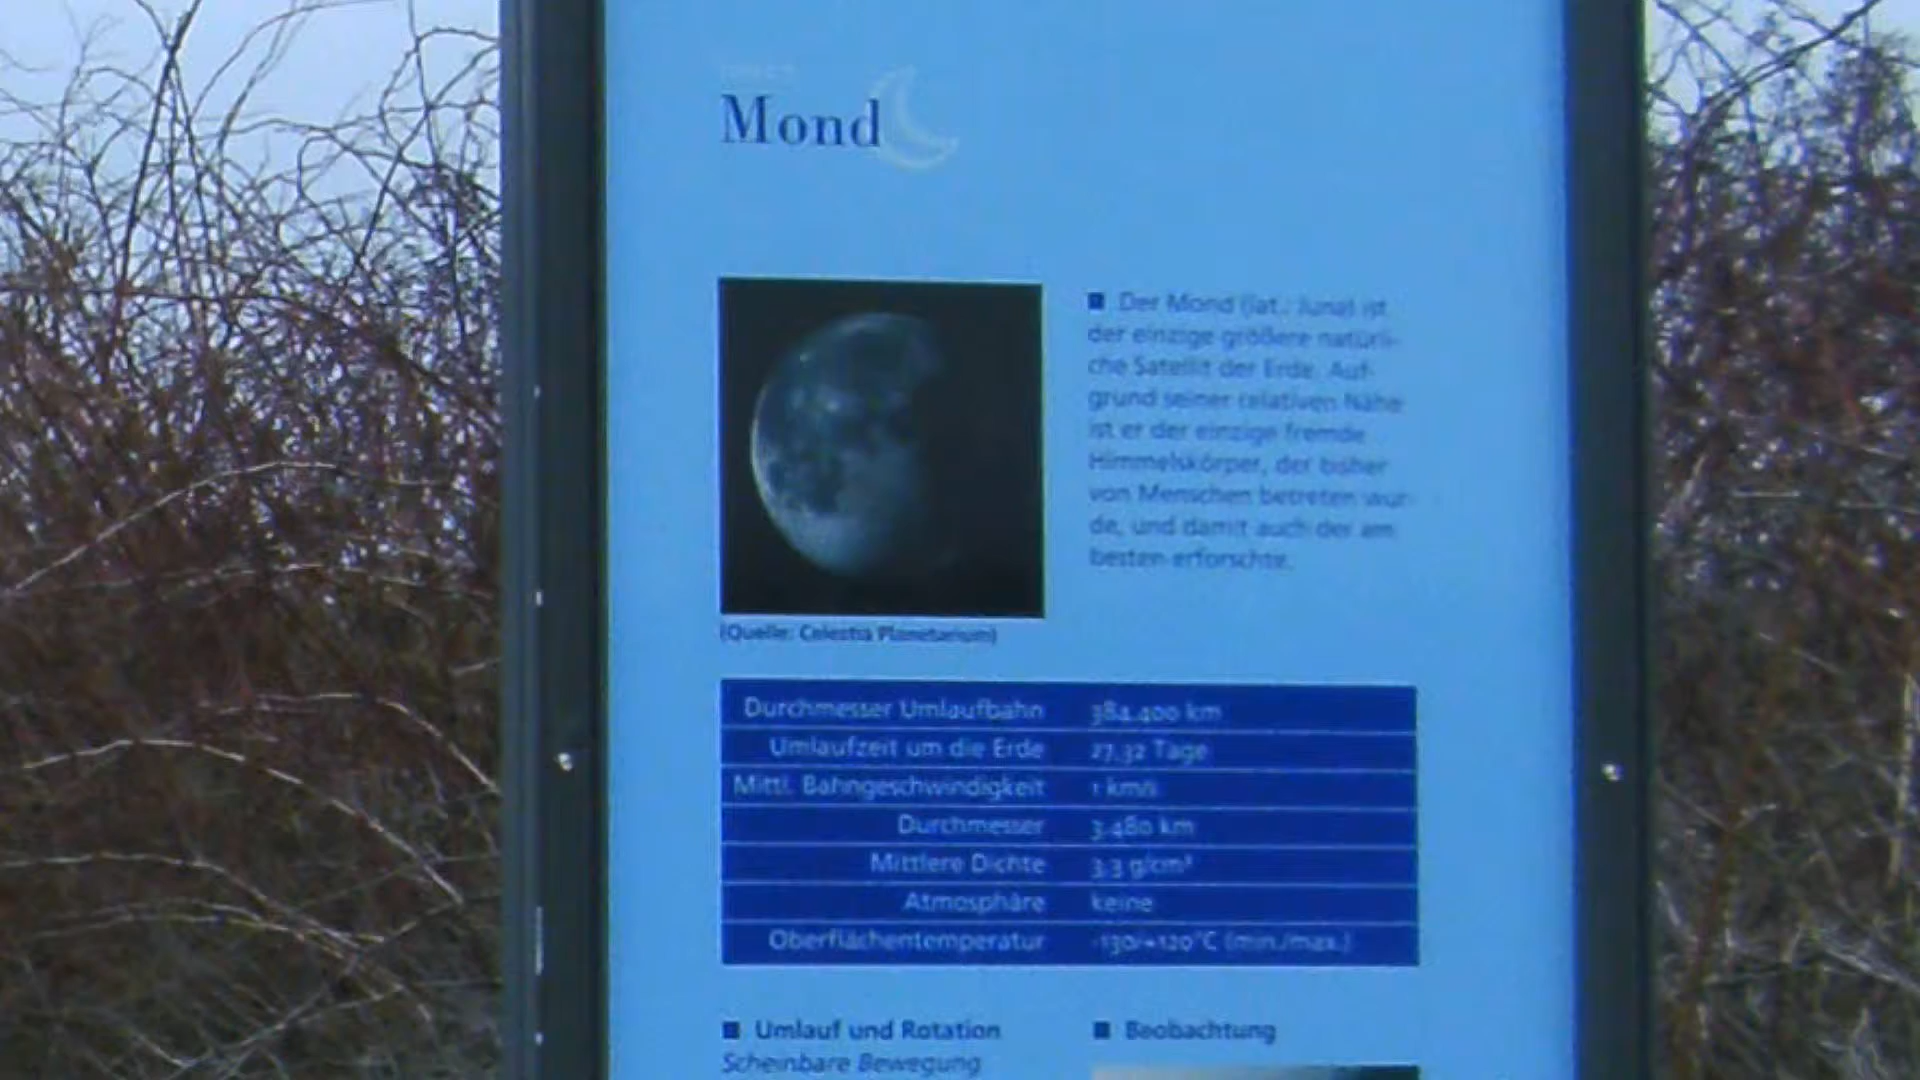 Mond
■ Der Mond (lat.: luna) ist
der einzige größere natürli-
che Satellit der Erde. Auf-
grund seiner relativen Nähe
ist er der einzige fremde
Himmelskörper, der bisher
von Menschen betreten wur-
de, und damit auch der am
besten erforschte.
(Quelle: Celestia Planetarium)
Durchmesser Umlaufbahn 384.400 km
Umlaufzeit um die Erde 27,32 Tage
Mittl. Bahngeschwindigkeit 1 km/s
Durchmesser 3.480 km
Mittlere Dichte 3,3 g/cm³
Atmosphäre keine
Oberflächentemperatur -130/+120°C (min./max.)
■ Umlauf und Rotation
Scheinbare Bewegung
■ Beobachtung